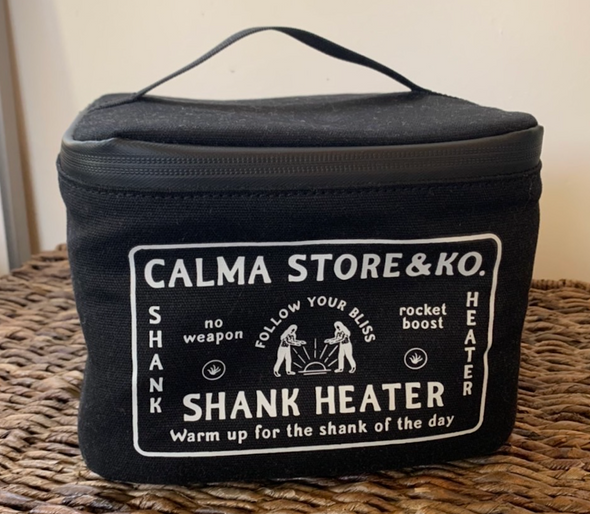 CALMA STORE & KO.
SHANK
no
weapon
FOLLOW YOUR BLISS
rocket
boost
HEATER
SHANK HEATER
Warm up for the shank of the day